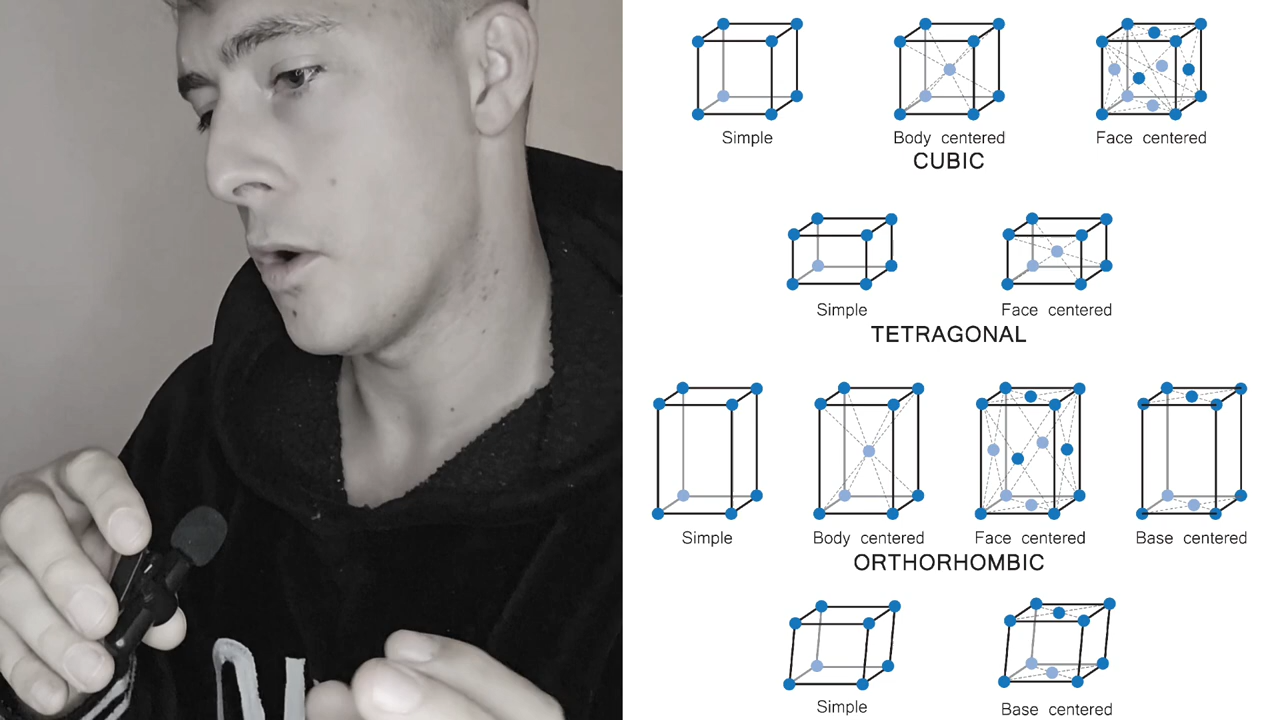 Simple Body centered Face centered
CUBIC
Simple Face centered
TETRAGONAL
Simple Body centered Face centered Base centered
ORTHORHOMBIC
Simple Base centered